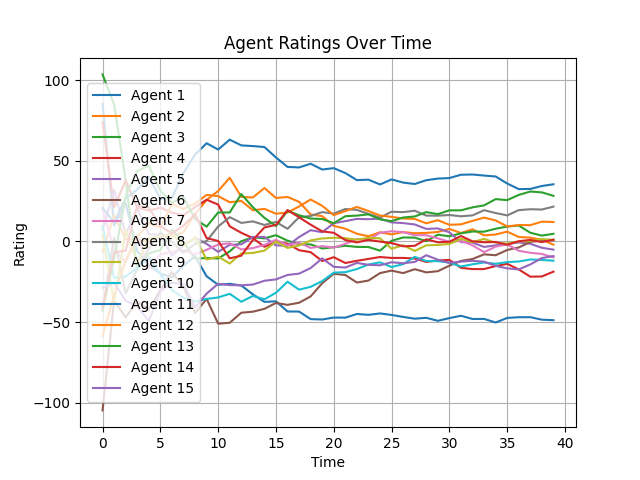 Agent Ratings Over Time
Rating
100
50
0
−50
−100
Agent 1
Agent 2
Agent 3
Agent 4
Agent 5
Agent 6
Agent 7
Agent 8
Agent 9
Agent 10
Agent 11
Agent 12
Agent 13
Agent 14
Agent 15
0 5 10 15 20 25 30 35 40
Time